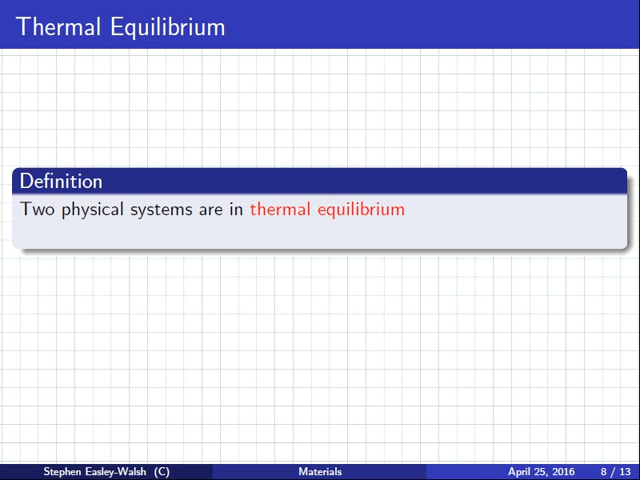 Thermal Equilibrium
Definition
Two physical systems are in thermal equilibrium
Stephen Easley-Walsh (C)
Materials
April 25, 2016
8 / 13